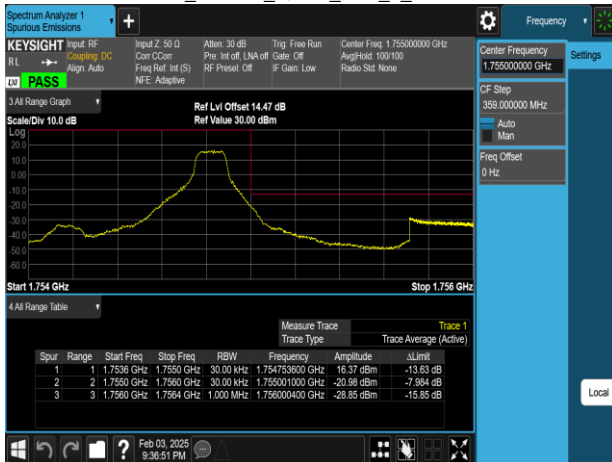 Spectrum Analyzer 1
Spurious Emissions
Frequency
KEYSIGHT
Input: RF
Input Z: 50 Ω
Atten: 30 dB
Trig: Free Run
Center Freq: 1.755000000 GHz
RL
Coupling: DC
Corr CCorr
Pre: Int off, LNA off
Gate: Off
Avg|Hold: 100/100
Align: Auto
Freq Ref: Int (S)
RF Preset: Off
IF Gain: Low
Radio Std: None
NFE: Adaptive
LXI
PASS
Center Frequency
1.755000000 GHz
Settings
CF Step
359.000000 MHz
Auto
Man
Freq Offset
0 Hz
3 All Range Graph
Ref Lvl Offset 14.47 dB
Scale/Div 10.0 dB
Ref Value 30.00 dBm
Log
20.0
10.0
0.00
-10.0
-20.0
-30.0
-40.0
-50.0
-60.0
Start 1.754 GHz
Stop 1.756 GHz
4 All Range Table
Measure Trace
Trace 1
Trace Type
Trace Average (Active)
Spur Range Start Freq Stop Freq RBW Frequency Amplitude ΔLimit
1 1 1.7536 GHz 1.7550 GHz 30.00 kHz 1.754753600 GHz 16.37 dBm -13.63 dB
2 2 1.7550 GHz 1.7560 GHz 30.00 kHz 1.755001000 GHz -20.98 dBm -7.984 dB
3 3 1.7560 GHz 1.7564 GHz 1.000 MHz 1.756000400 GHz -28.85 dBm -15.85 dB
Local
Feb 03, 2025
9:36:51 PM